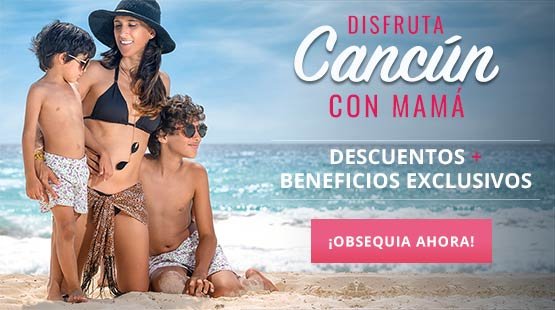 DISFRUTA
Cancún
CON MAMÁ
DESCUENTOS +
BENEFICIOS EXCLUSIVOS
¡OBSEQUIA AHORA!